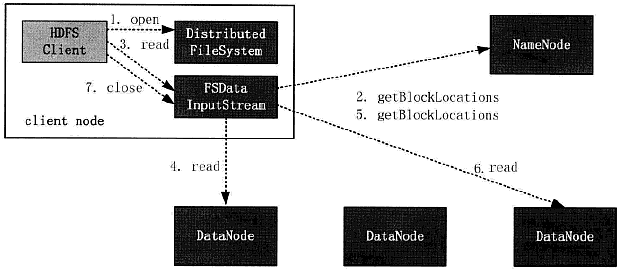 1. open
HDFS
Client
Distributed
FileSystem
3. read
NameNode
7. close
FSData
InputStream
2. getBlockLocations
5. getBlockLocations
client node
4. read
6. read
DataNode
DataNode
DataNode